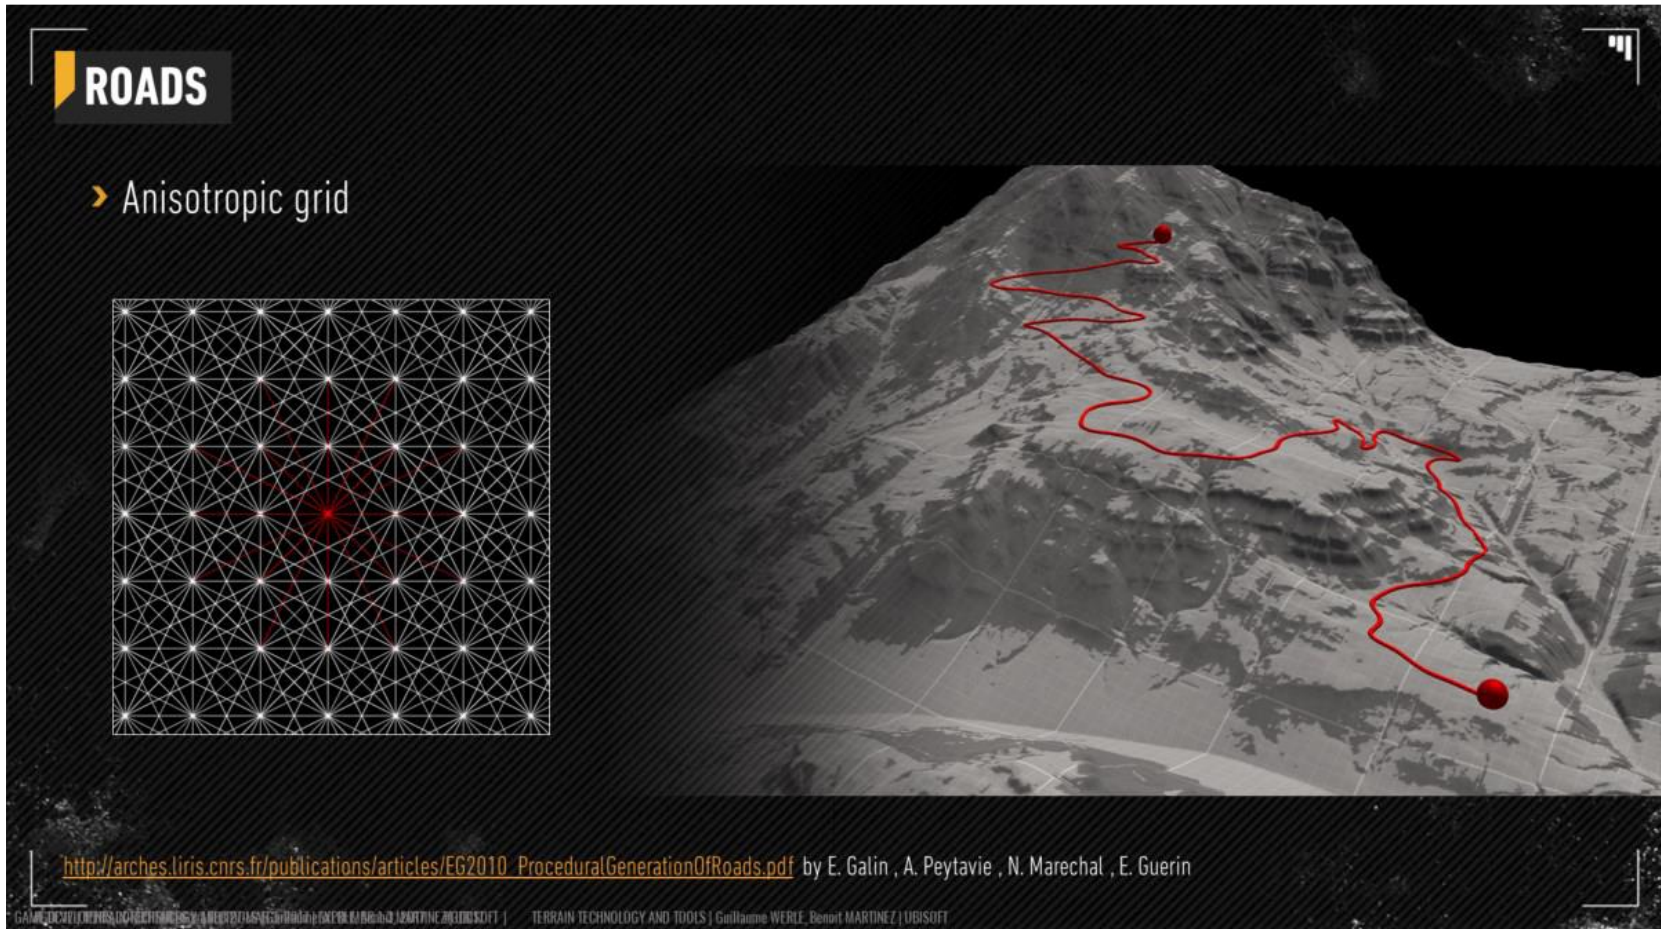 ROADS
Anisotropic grid
http://arches.liris.cnrs.fr/publications/articles/EG2010_ProceduralGenerationOfRoads.pdf by E. Galin , A. Peytavie , N. Marechal , E. Guerin
TERRAIN TECHNOLOGY AND TOOLS | Guillaume WERLE, Benoit MARTINEZ | UBISOFT